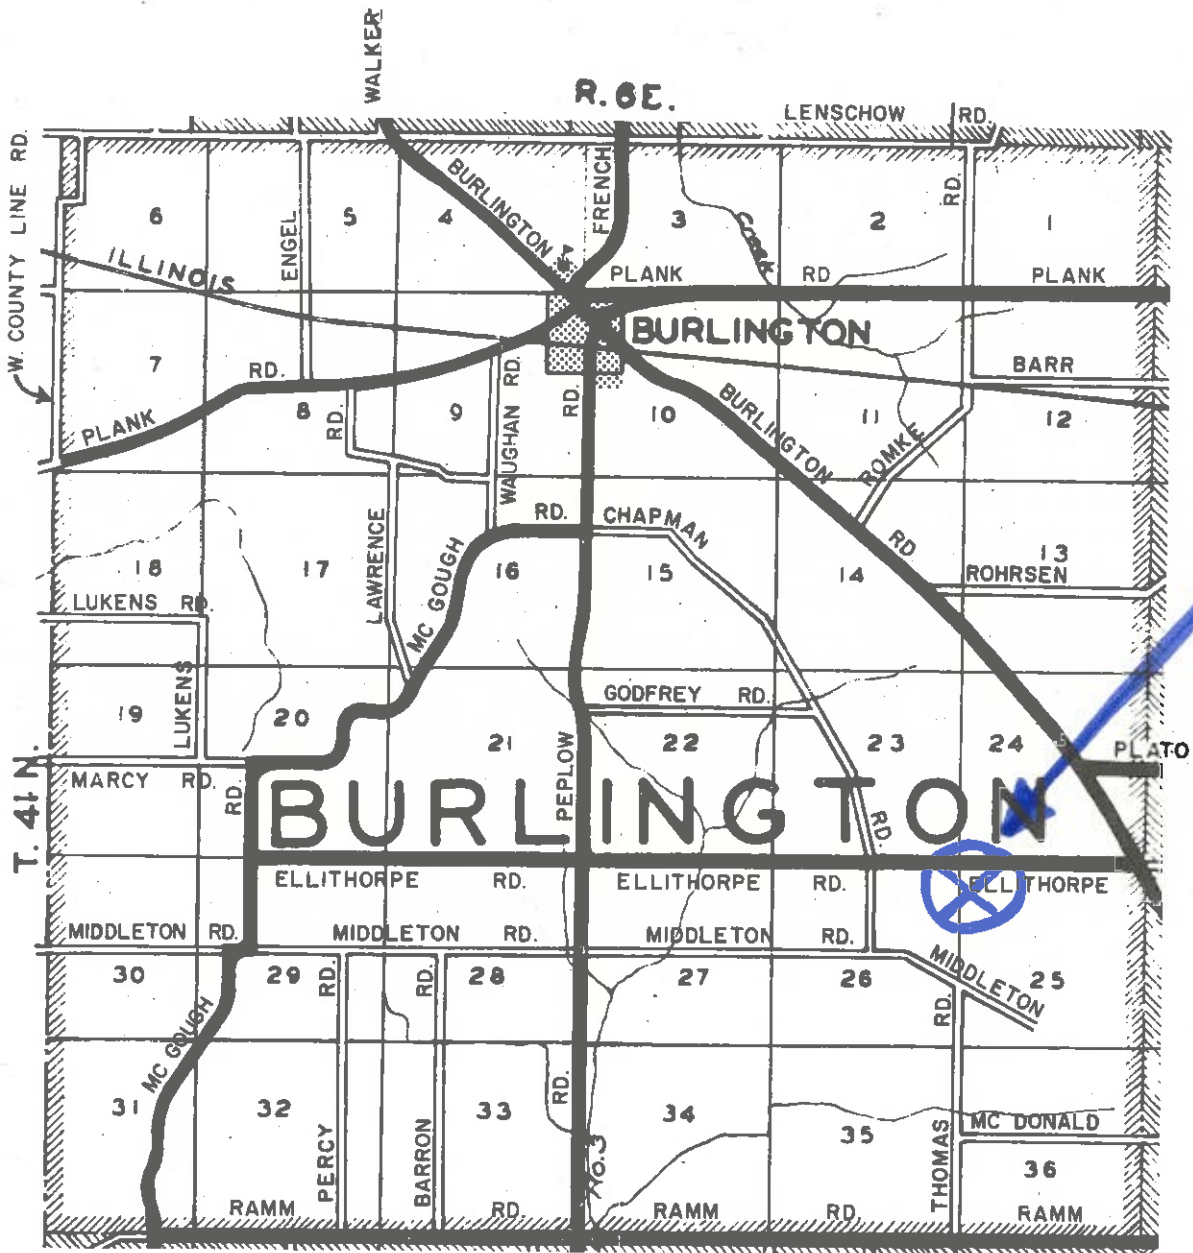 WALKER
R. 6E.
LENSCHOW RD.
W. COUNTY LINE RD.
BURLINGTON
FRENCH
RD.
6
5
4
3
2
1
ENGEL
Creek
ILLINOIS
PLANK RD
PLANK
BURLINGTON
7
RD.
RD.
BARR
PLANK
8
RD.
9
WAUGHAN
RD.
10
BURLINGTON
11
ROMKE
12
RD. CHAPMAN
RD
13
18
17
LAWRENCE
MC GOUGH
16
15
14
ROHRSEN
LUKENS RD.
LUKENS
GODFREY RD.
19
20
21
PEPLOW
22
23
24
PLATO
T. 41 N.
MARCY RD.
RD.
BURLINGTON
RD.
ELLITHORPE RD.
ELLITHORPE RD.
ELLITHORPE
MIDDLETON RD.
MIDDLETON RD.
MIDDLETON RD.
MIDDLETON
30
29
RD.
RD.
28
27
26
RD.
25
MC GOUGH
31
32
33
RD.
34
35
MC DONALD
PERCY
BARRON
No.3
THOMAS
36
RAMM RD.
RAMM RD.
RAMM